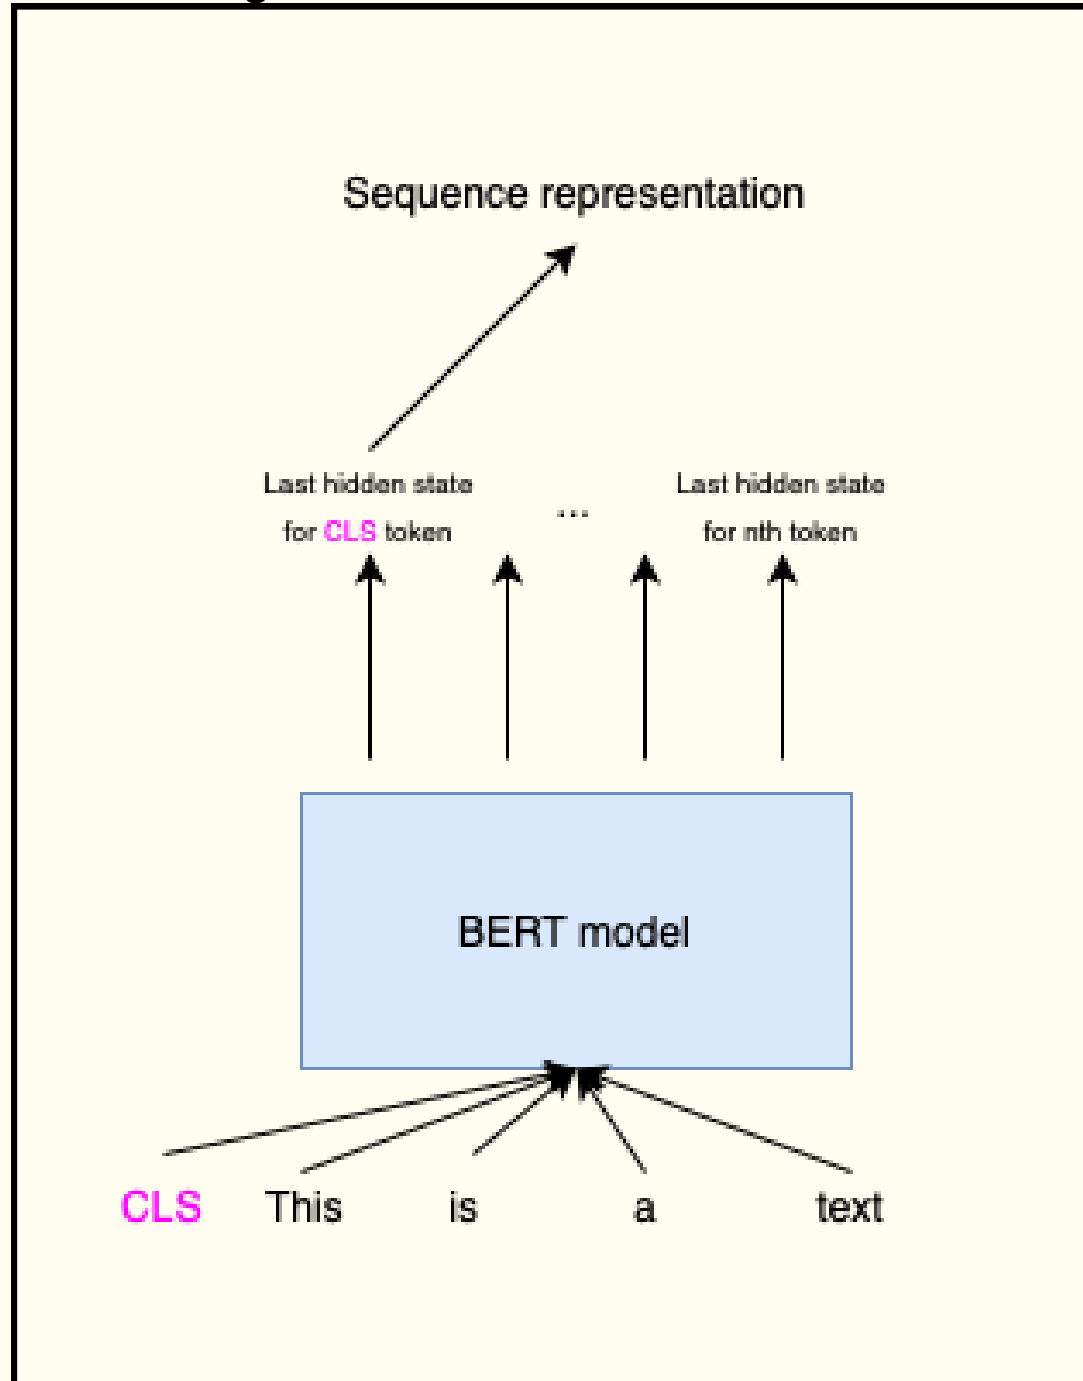 Sequence representation
Last hidden state
for CLS token
...
Last hidden state
for nth token
BERT model
CLS This is a text